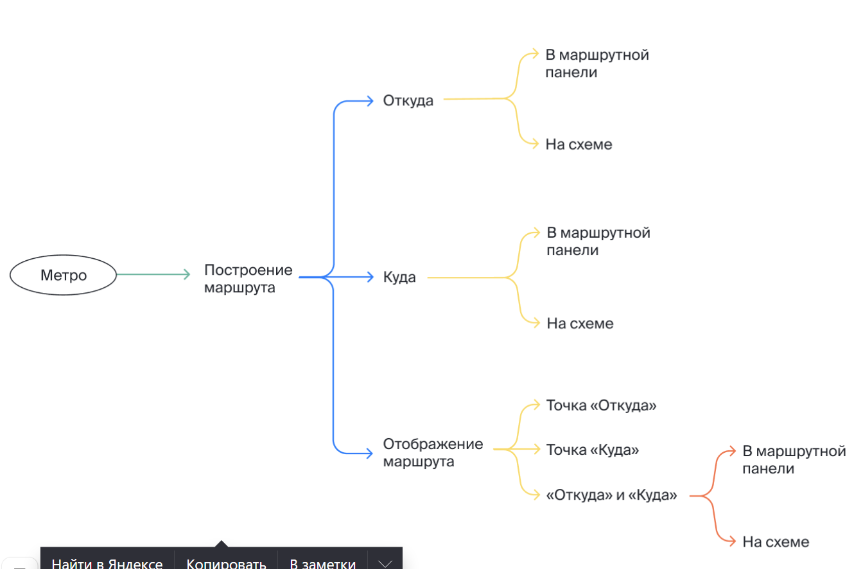 В маршрутной
панели
Откуда
На схеме
В маршрутной
панели
Метро
Построение
маршрута
Куда
На схеме
Точка «Откуда»
Отображение
маршрута
Точка «Куда»
«Откуда» и «Куда»
В маршрутной
панели
На схеме
Найти в Яндексе
Копировать
В заметки